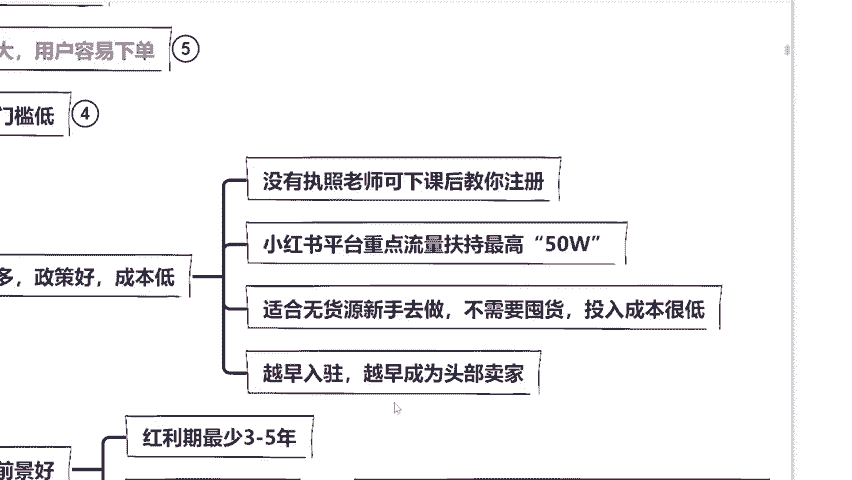 大，用户容易下单
5
门槛低
4
没有执照老师可下课后教你注册
小红书平台重点流量扶持最高“50W”
多，政策好，成本低
适合无货源新手去做，不需要囤货，投入成本很低
越早入驻，越早成为头部卖家
红利期最少3-5年
前景好